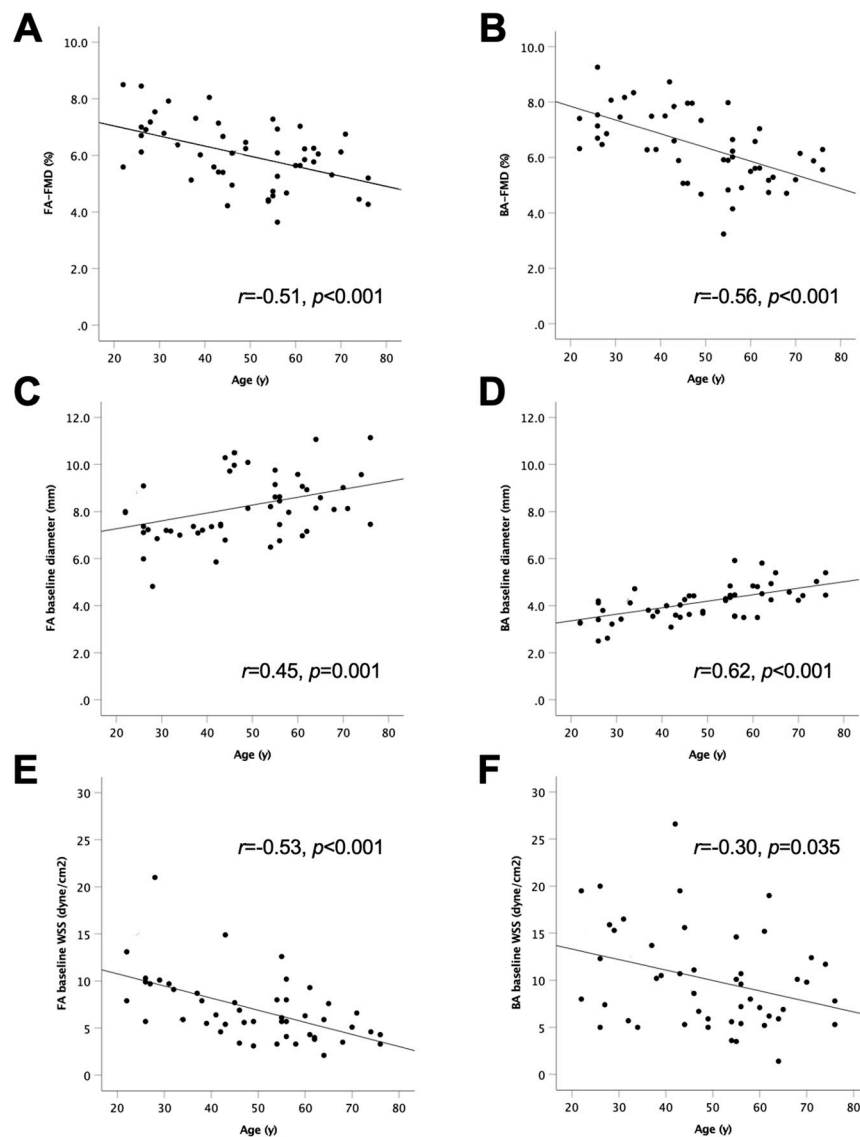 A
10.0
8.0
6.0
4.0
2.0
.0
FA-FMD (%)
r=-0.51, p<0.001
20 30 40 50 60 70 80
Age (y)
B
10.0
8.0
6.0
4.0
2.0
.0
BA-FMD (%)
r=-0.56, p<0.001
20 30 40 50 60 70 80
Age (y)
C
12.0
10.0
8.0
6.0
4.0
2.0
.0
FA baseline diameter (mm)
r=0.45, p=0.001
20 30 40 50 60 70 80
Age (y)
D
12.0
10.0
8.0
6.0
4.0
2.0
.0
BA baseline diameter (mm)
r=0.62, p<0.001
20 30 40 50 60 70 80
Age (y)
E
30
25
20
15
10
5
0
FA baseline WSS (dyne/cm2)
r=-0.53, p<0.001
20 30 40 50 60 70 80
Age (y)
F
30
25
20
15
10
5
0
BA baseline WSS (dyne/cm2)
r=-0.30, p=0.035
20 30 40 50 60 70 80
Age (y)